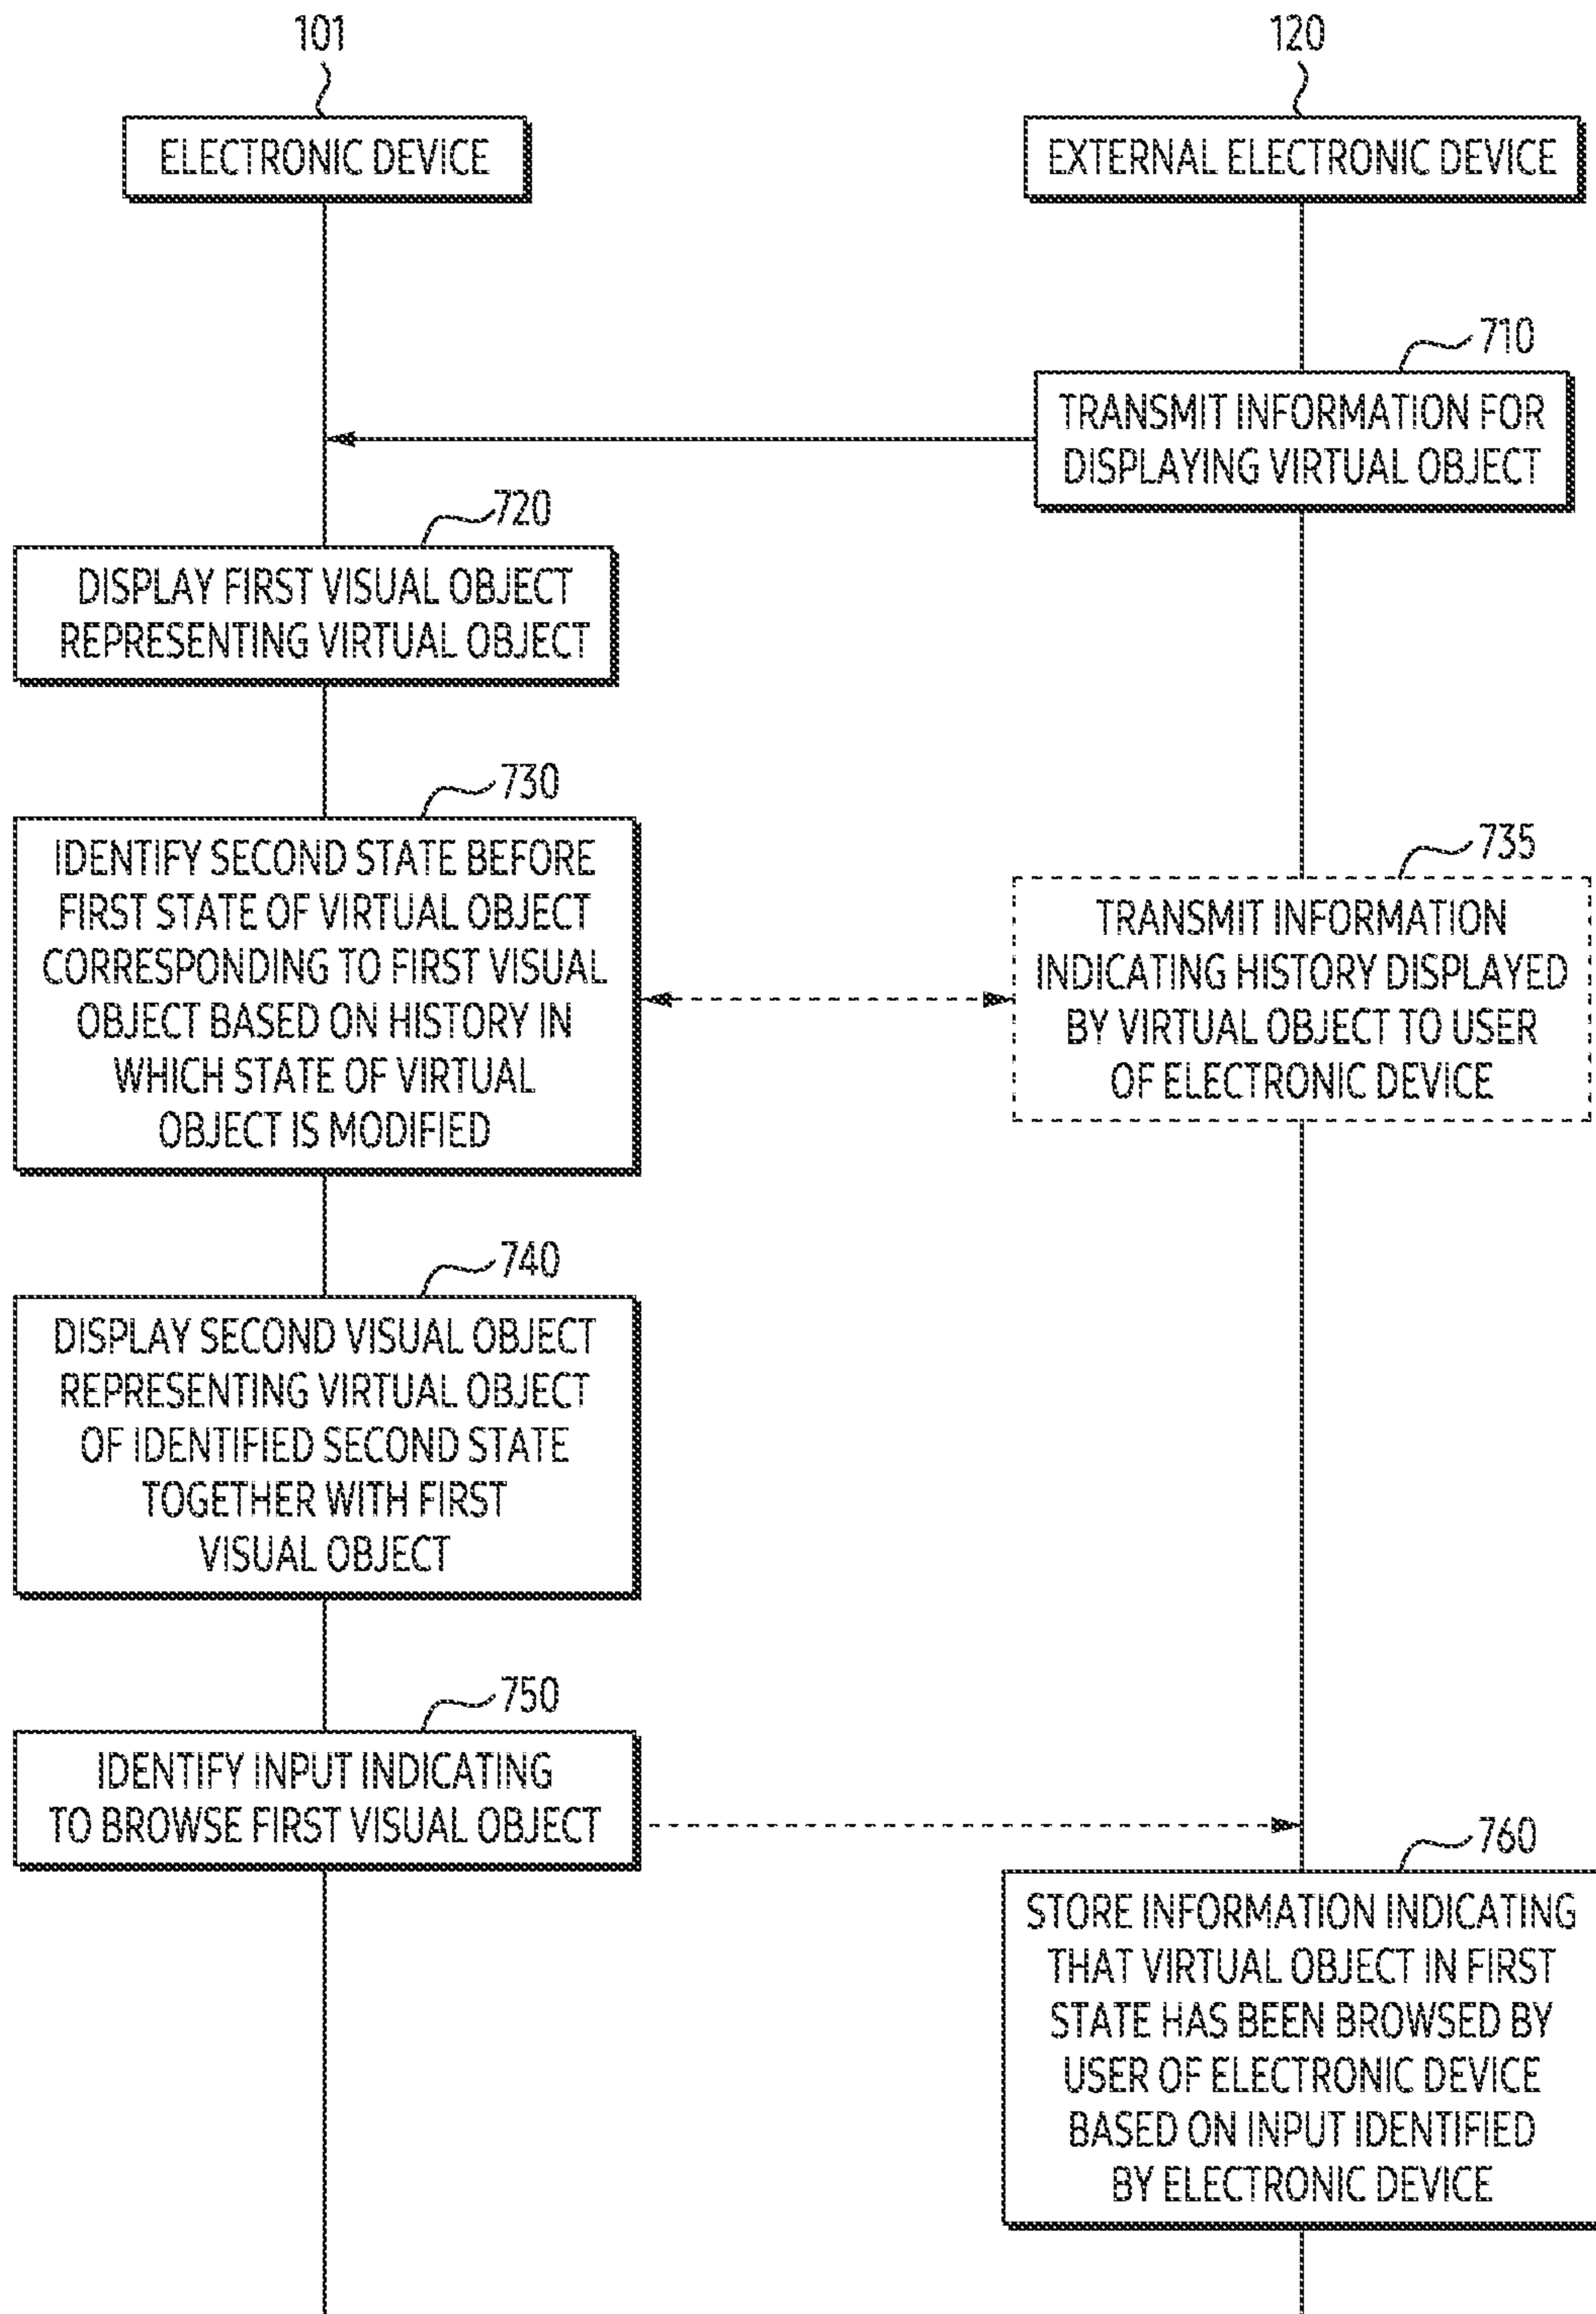 101
120
ELECTRONIC DEVICE
EXTERNAL ELECTRONIC DEVICE
710
TRANSMIT INFORMATION FOR
DISPLAYING VIRTUAL OBJECT
720
DISPLAY FIRST VISUAL OBJECT
REPRESENTING VIRTUAL OBJECT
730
IDENTIFY SECOND STATE BEFORE
FIRST STATE OF VIRTUAL OBJECT
CORRESPONDING TO FIRST VISUAL
OBJECT BASED ON HISTORY IN
WHICH STATE OF VIRTUAL
OBJECT IS MODIFIED
735
TRANSMIT INFORMATION
INDICATING HISTORY DISPLAYED
BY VIRTUAL OBJECT TO USER
OF ELECTRONIC DEVICE
740
DISPLAY SECOND VISUAL OBJECT
REPRESENTING VIRTUAL OBJECT
OF IDENTIFIED SECOND STATE
TOGETHER WITH FIRST
VISUAL OBJECT
750
IDENTIFY INPUT INDICATING
TO BROWSE FIRST VISUAL OBJECT
760
STORE INFORMATION INDICATING
THAT VIRTUAL OBJECT IN FIRST
STATE HAS BEEN BROWSED BY
USER OF ELECTRONIC DEVICE
BASED ON INPUT IDENTIFIED
BY ELECTRONIC DEVICE